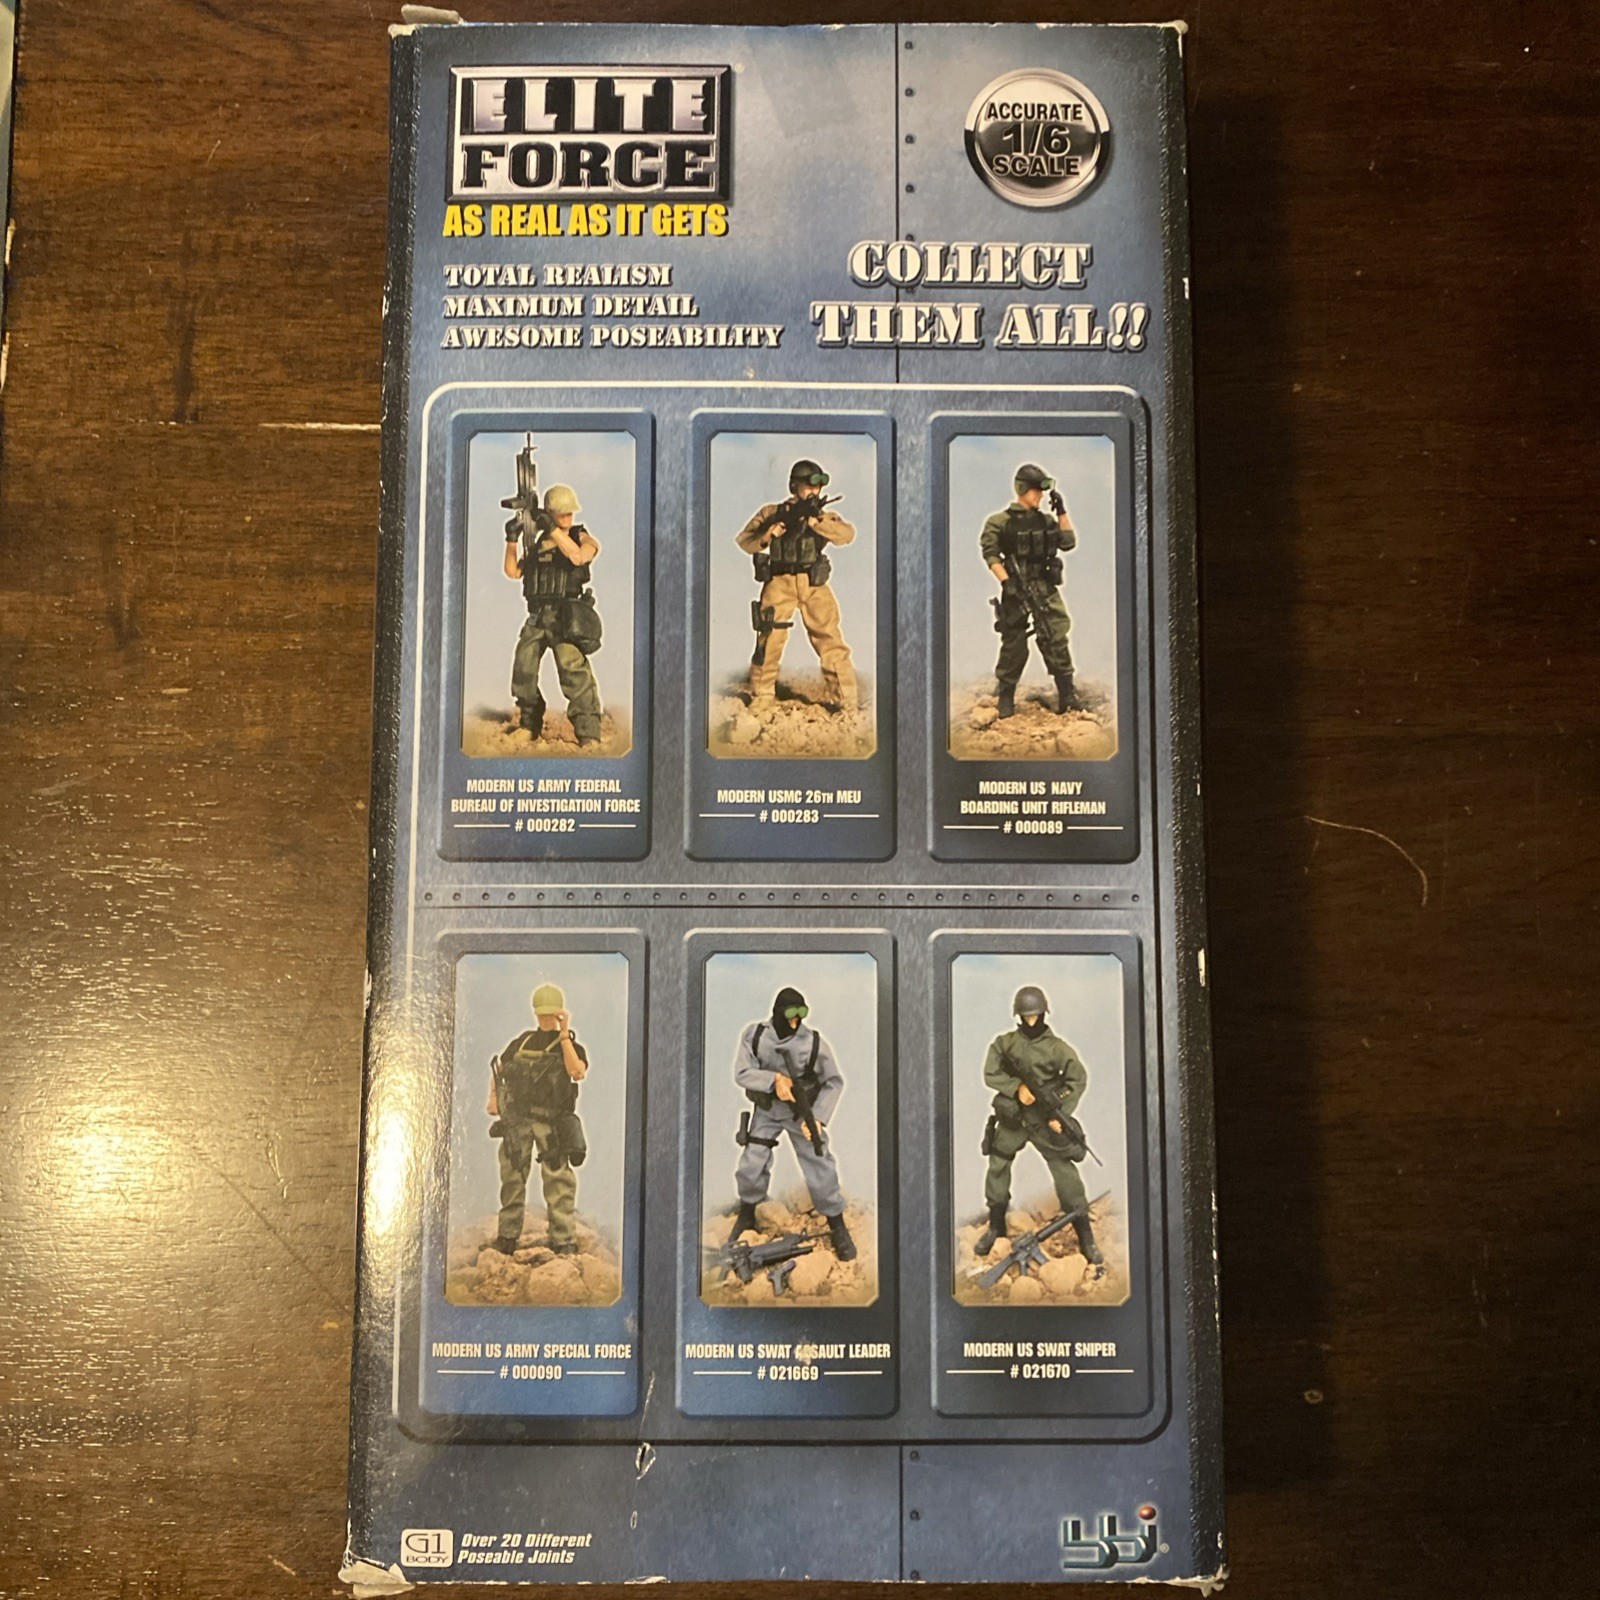 ELITE
FORCE
AS REAL AS IT GETS
TOTAL REALISM
MAXIMUM DETAIL
AWESOME POSEABILITY
ACCURATE
1/6
SCALE
COLLECT
THEM ALL!!
MODERN US ARMY FEDERAL
BUREAU OF INVESTIGATION FORCE
# 000282
MODERN USMC 26TH MEU
# 000283
MODERN US NAVY
BOARDING UNIT RIFLEMAN
# 000089
MODERN US ARMY SPECIAL FORCE
# 000090
MODERN US SWAT ASSAULT LEADER
# 021669
MODERN US SWAT SNIPER
# 021670
G1
BODY
Over 20 Different
Poseable Joints
bbi®